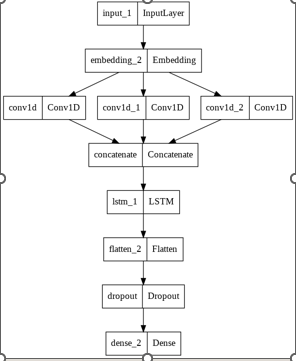 input_1 InputLayer
embedding_2 Embedding
conv1d Conv1D conv1d_1 Conv1D conv1d_2 Conv1D
concatenate Concatenate
lstm_1 LSTM
flatten_2 Flatten
dropout Dropout
dense_2 Dense